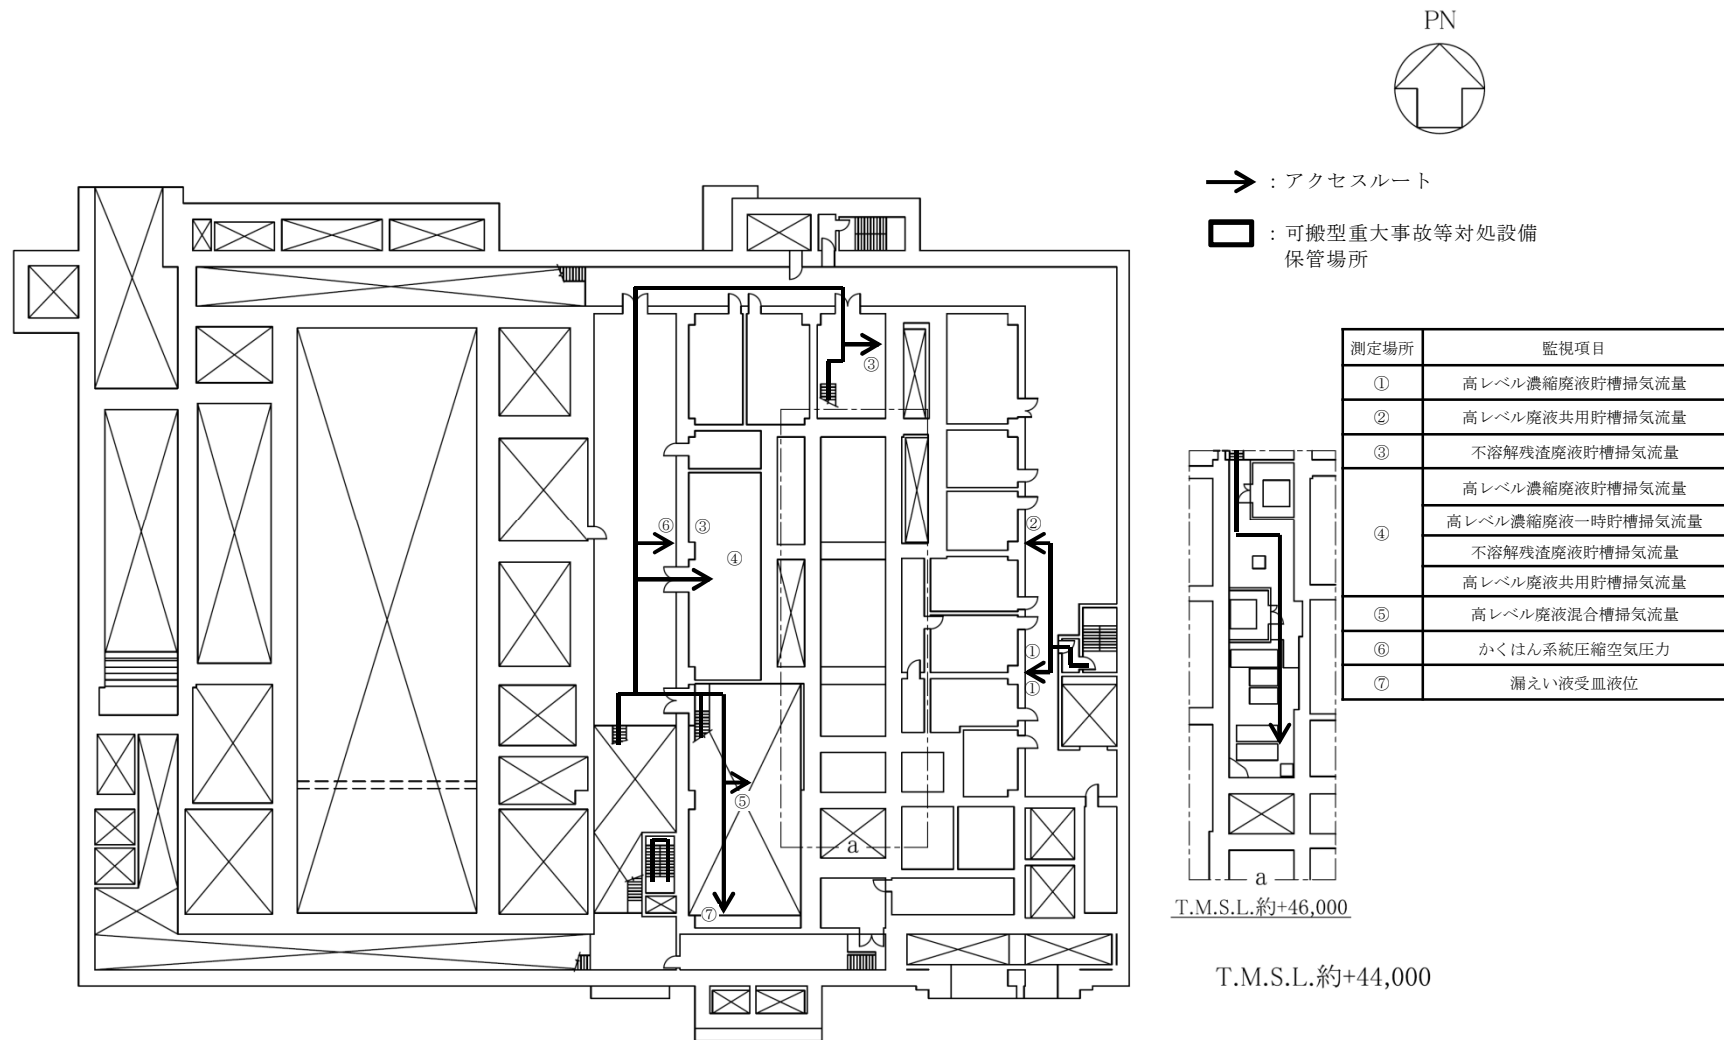 PN
: アクセスルート
: 可搬型重大事故等対処設備
保管場所
測定場所 監視項目
① 高レベル濃縮廃液貯槽掃気流量
② 高レベル廃液共用貯槽掃気流量
③ 不溶解残渣廃液貯槽掃気流量
④ 高レベル濃縮廃液貯槽掃気流量
高レベル濃縮廃液一時貯槽掃気流量
不溶解残渣廃液貯槽掃気流量
高レベル廃液共用貯槽掃気流量
⑤ 高レベル廃液混合槽掃気流量
⑥ かくはん系統圧縮空気圧力
⑦ 漏えい液受皿液位
③
⑥
③
④
②
①
①
⑤
a
⑦
a
T.M.S.L.約+46,000
T.M.S.L.約+44,000